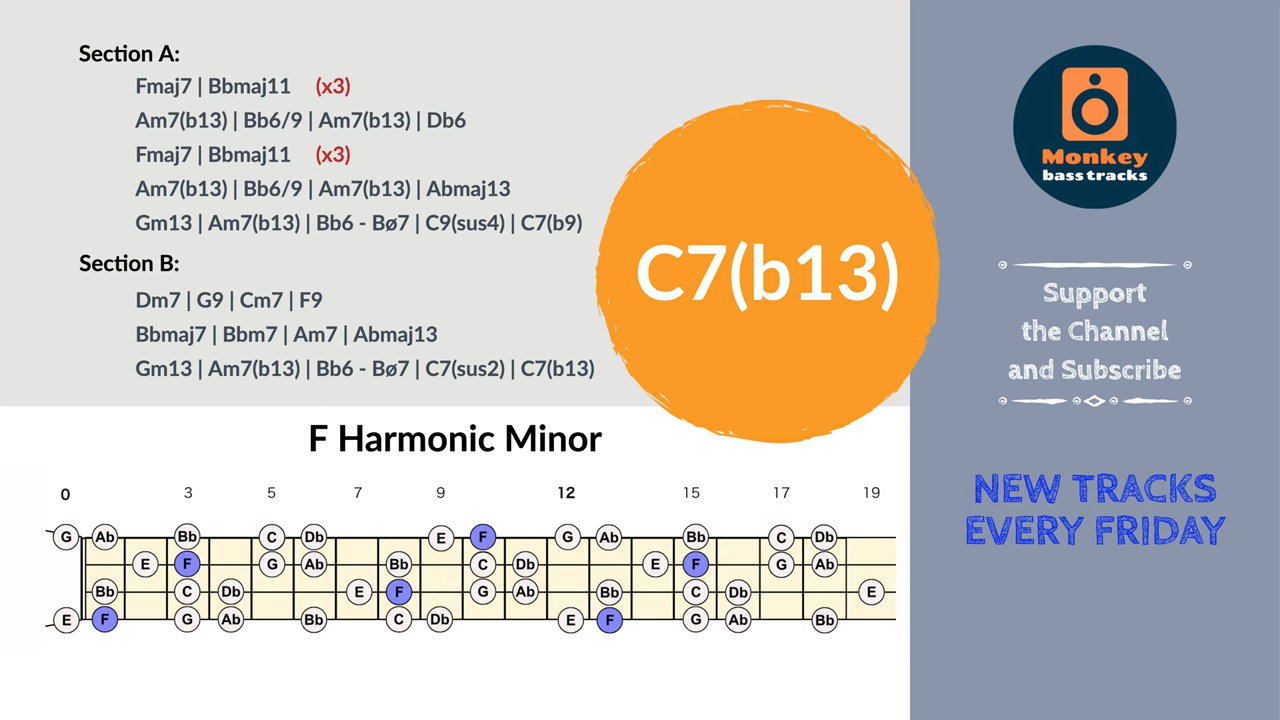 Section A:
Fmaj7 | Bbmaj11 (x3)
Am7(b13) | Bb6/9 | Am7(b13) | Db6
Fmaj7 | Bbmaj11 (x3)
Am7(b13) | Bb6/9 | Am7(b13) | Abmaj13
Gm13 | Am7(b13) | Bb6 - Bø7 | C9(sus4) | C7(b9)
Section B:
Dm7 | G9 | Cm7 | F9
Bbmaj7 | Bbm7 | Am7 | Abmaj13
Gm13 | Am7(b13) | Bb6 - Bø7 | C7(sus2) | C7(b13)
C7(b13)
Monkey
bass tracks
Support
the Channel
and Subscribe
NEW TRACKS
EVERY FRIDAY
F Harmonic Minor
0 3 5 7 9 12 15 17 19
G Ab Bb C Db E F G Ab Bb C Db
E F G Ab Bb C Db E F G Ab
Bb C Db E F G Ab Bb C Db E
E F G Ab Bb C Db E F G Ab Bb